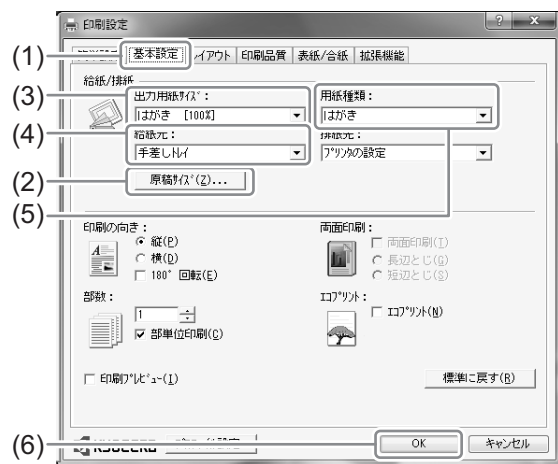 印刷設定
(1)
基本設定 レイアウト 印刷品質 表紙/合紙 拡張機能
給紙/排紙
(3) 出力用紙ｻｲｽﾞ: 用紙種類:
はがき [100%] はがき
(4) 給紙元: 排紙先:
手差しﾄﾚｲ ﾌﾟﾘﾝﾀの設定
(2) 原稿ｻｲｽﾞ(Z)...
(5)
印刷の向き: 両面印刷:
縦(P) 両面印刷(T)
横(D) 長辺とじ(G)
180° 回転(E) 短辺とじ(S)
部数: ｴｺﾌﾟﾘﾝﾄ:
1 ｴｺﾌﾟﾘﾝﾄ(N)
部単位印刷(C)
印刷ﾌﾟﾚﾋﾞｭｰ(I) 標準に戻す(R)
(6) KYOCERA OK キャンセル